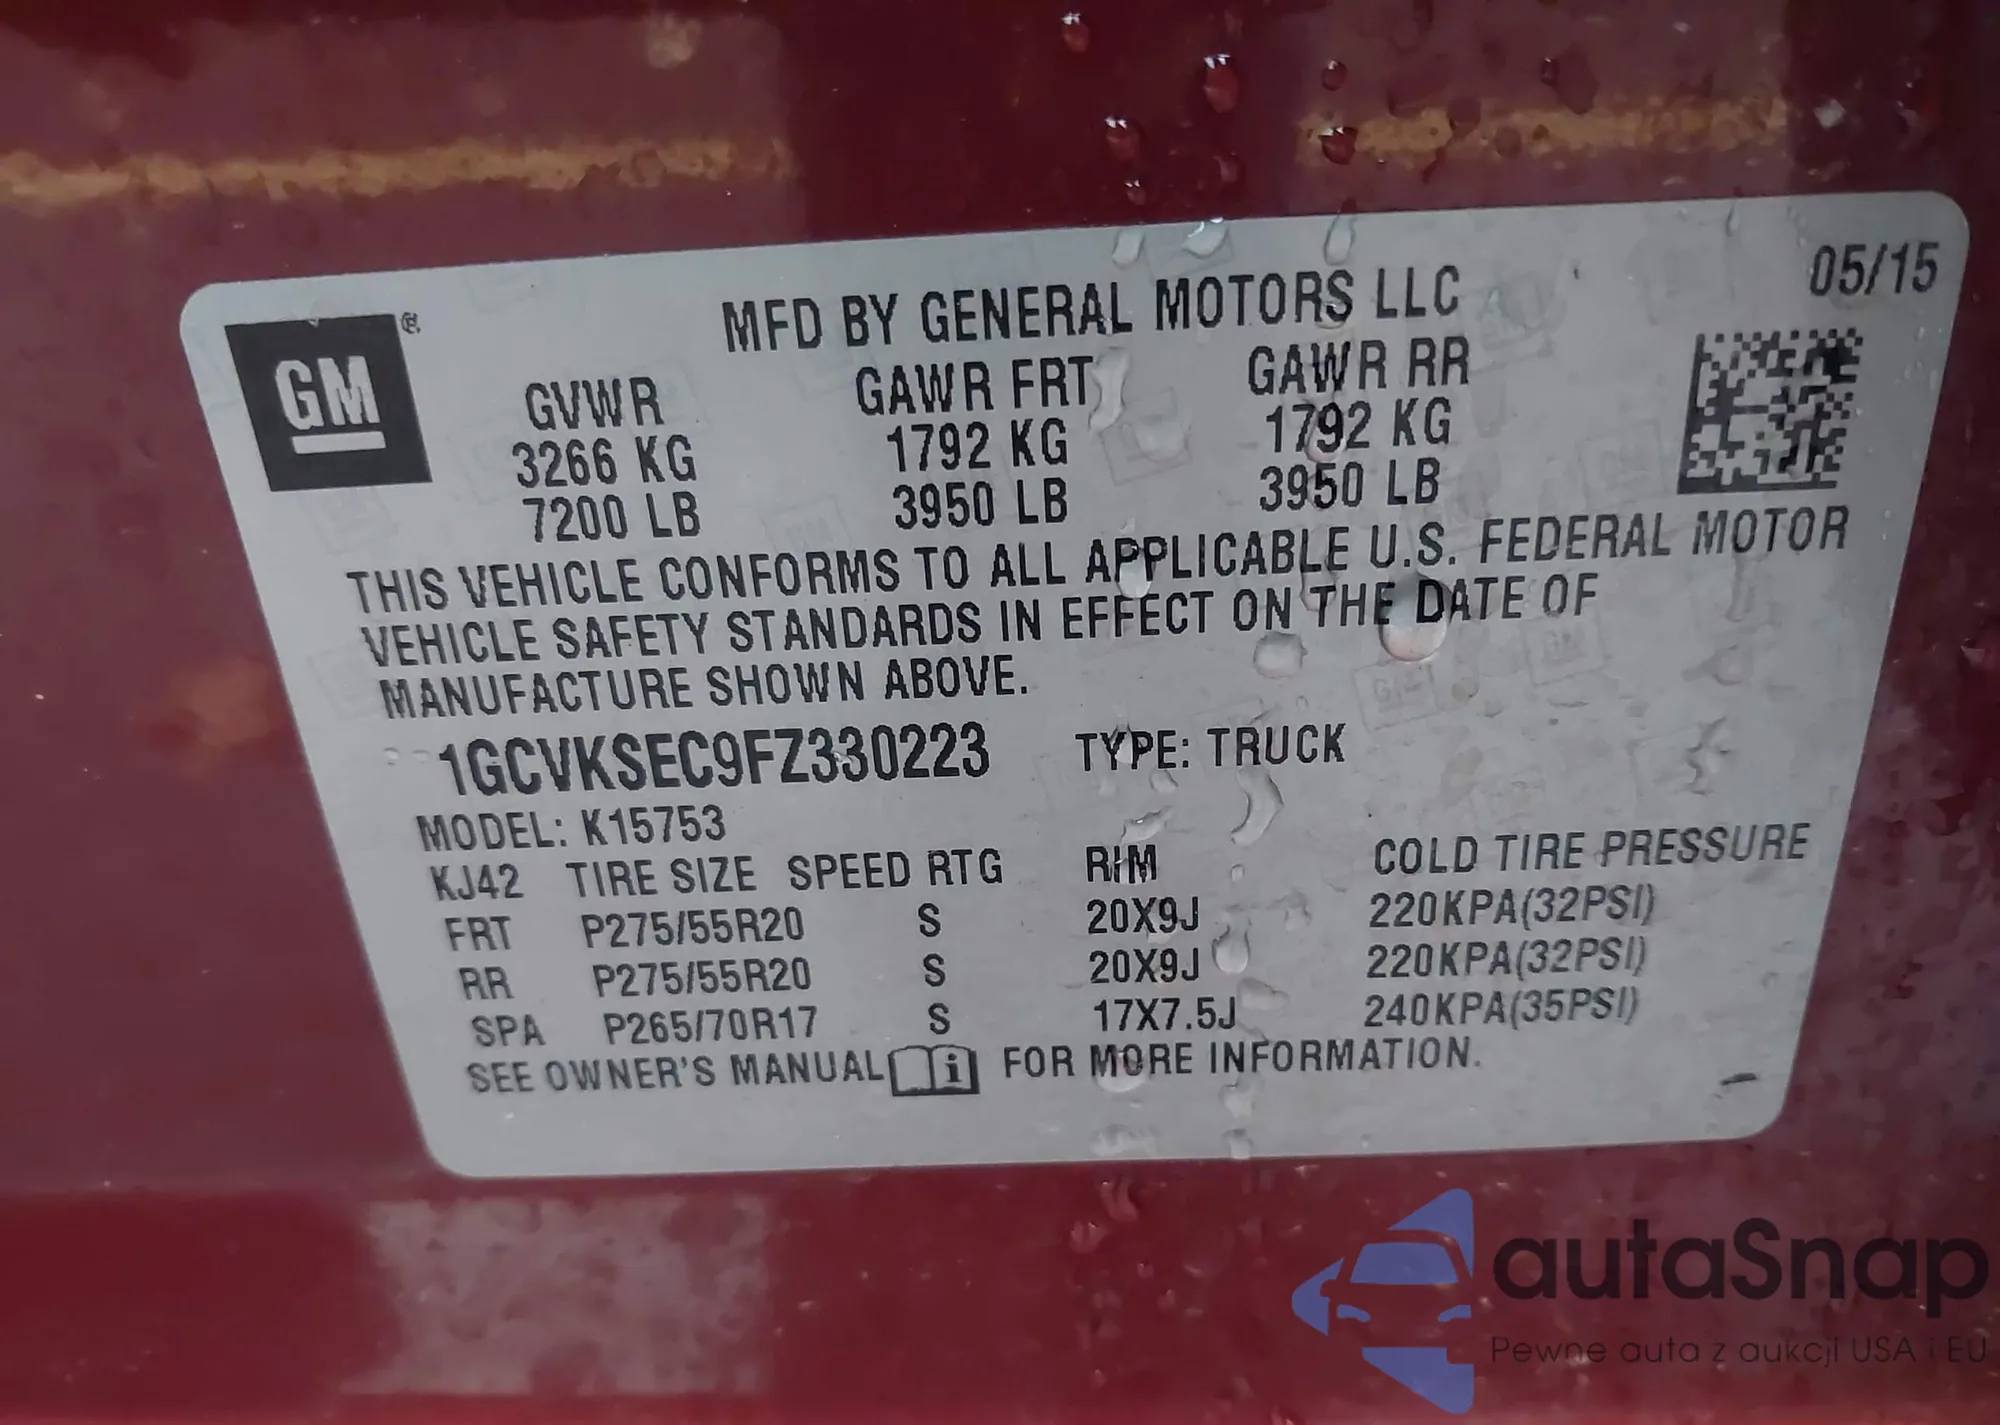 05/15
MFD BY GENERAL MOTORS LLC
GM ®
GVWR GAWR FRT GAWR RR
3266 KG 1792 KG 1792 KG
7200 LB 3950 LB 3950 LB
THIS VEHICLE CONFORMS TO ALL APPLICABLE U.S. FEDERAL MOTOR
VEHICLE SAFETY STANDARDS IN EFFECT ON THE DATE OF
MANUFACTURE SHOWN ABOVE.
1GCVKSEC9FZ330223 TYPE: TRUCK
MODEL: K15753
KJ42 TIRE SIZE SPEED RTG RIM COLD TIRE PRESSURE
FRT P275/55R20 S 20X9J 220KPA(32PSI)
RR P275/55R20 S 20X9J 220KPA(32PSI)
SPA P265/70R17 S 17X7.5J 240KPA(35PSI)
SEE OWNER'S MANUAL i FOR MORE INFORMATION.
autaSnap
Pewne auta z aukcji USA i EU